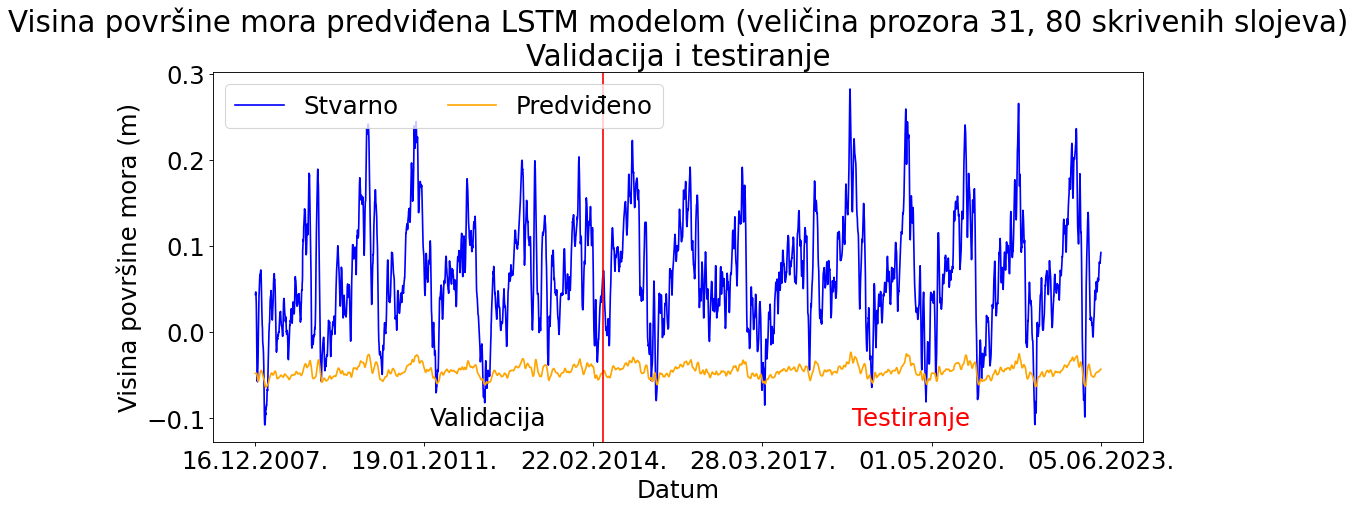 Visina površine mora predviđena LSTM modelom (veličina prozora 31, 80 skrivenih slojeva)
Validacija i testiranje
Stvarno
Predviđeno
Visina površine mora (m)
0.3
0.2
0.1
0.0
−0.1
Validacija
Testiranje
16.12.2007.
19.01.2011.
22.02.2014.
28.03.2017.
01.05.2020.
05.06.2023.
Datum